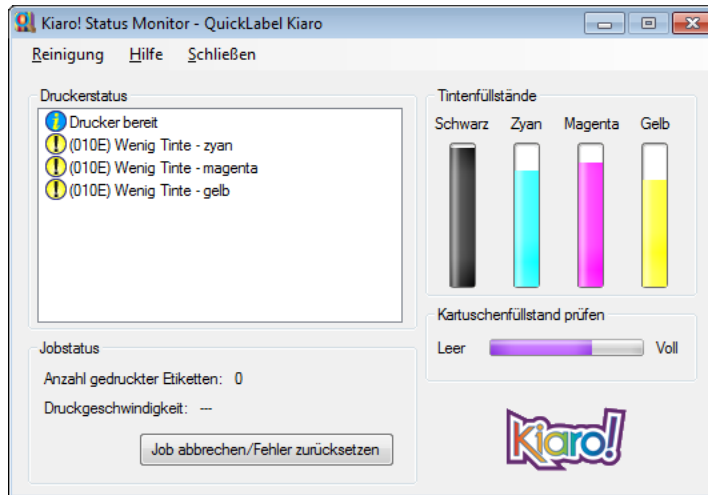 Kiaro! Status Monitor - QuickLabel Kiaro
Reinigung Hilfe Schließen
Druckerstatus
Drucker bereit
(010E) Wenig Tinte - zyan
(010E) Wenig Tinte - magenta
(010E) Wenig Tinte - gelb
Tintenfüllstände
Schwarz Zyan Magenta Gelb
Kartuschenfüllstand prüfen
Leer Voll
Jobstatus
Anzahl gedruckter Etiketten: 0
Druckgeschwindigkeit: ---
Job abbrechen/Fehler zurücksetzen
Kiaro!